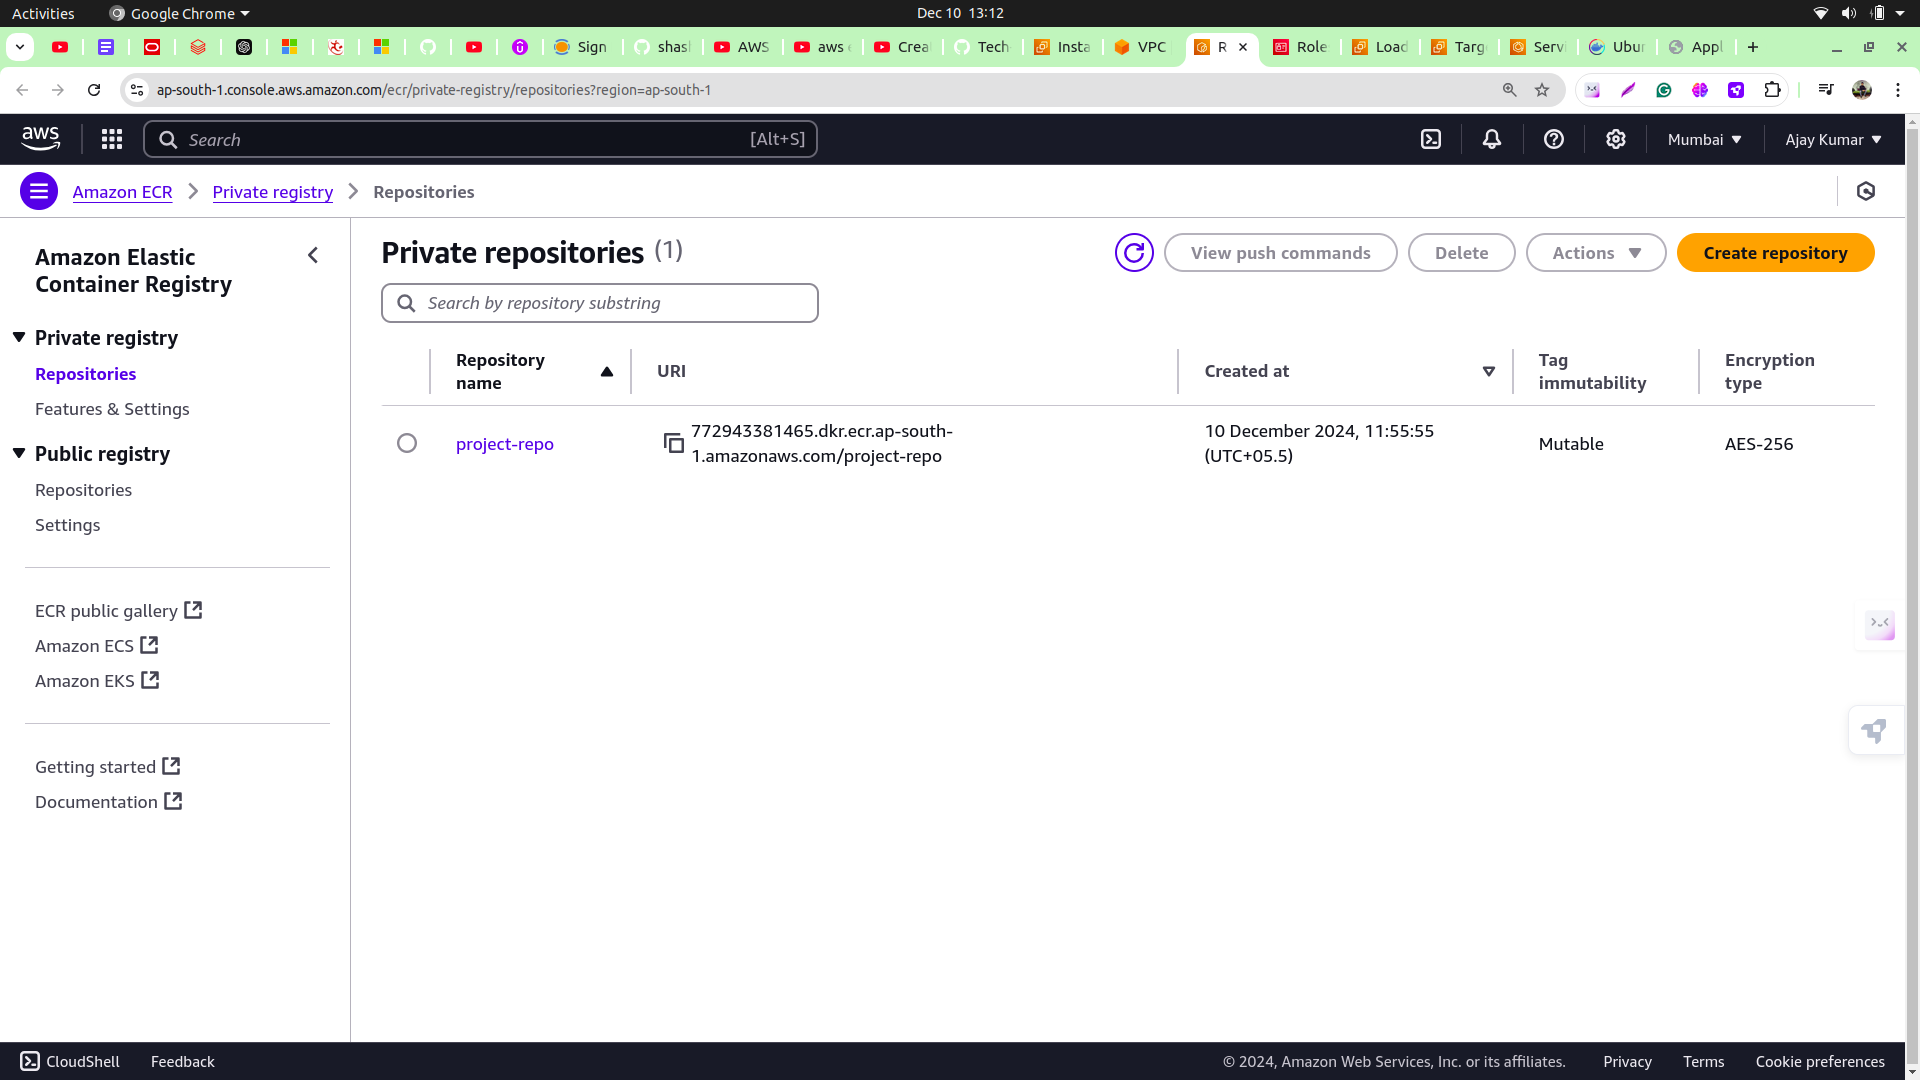 Activities
Google Chrome
Dec 10 13:12
Sign
shas
AWS
aws
Crea
Tech
Insta
VPC
R
Role
Load
Targ
Servi
Ubun
Appl
ap-south-1.console.aws.amazon.com/ecr/private-registry/repositories?region=ap-south-1
aws
Search
[Alt+S]
Mumbai
Ajay Kumar
Amazon ECR
Private registry
Repositories
Amazon Elastic
Container Registry
Private registry
Repositories
Features & Settings
Public registry
Repositories
Settings
ECR public gallery
Amazon ECS
Amazon EKS
Getting started
Documentation
Private repositories (1)
View push commands
Delete
Actions
Create repository
Search by repository substring
Repository
name
URI
Created at
Tag
immutability
Encryption
type
project-repo
772943381465.dkr.ecr.ap-south-
1.amazonaws.com/project-repo
10 December 2024, 11:55:55
(UTC+05.5)
Mutable
AES-256
CloudShell
Feedback
© 2024, Amazon Web Services, Inc. or its affiliates.
Privacy
Terms
Cookie preferences